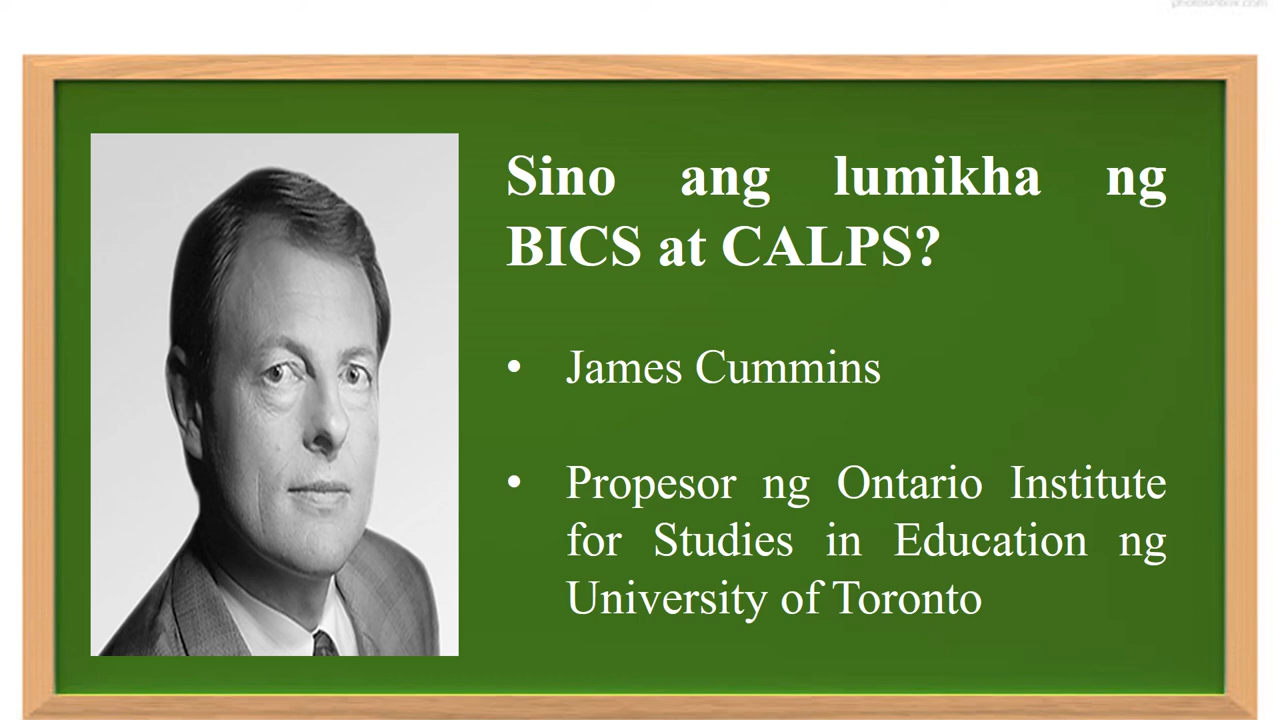 Sino ang lumikha ng
BICS at CALPS?
• James Cummins
• Propesor ng Ontario Institute
for Studies in Education ng
University of Toronto